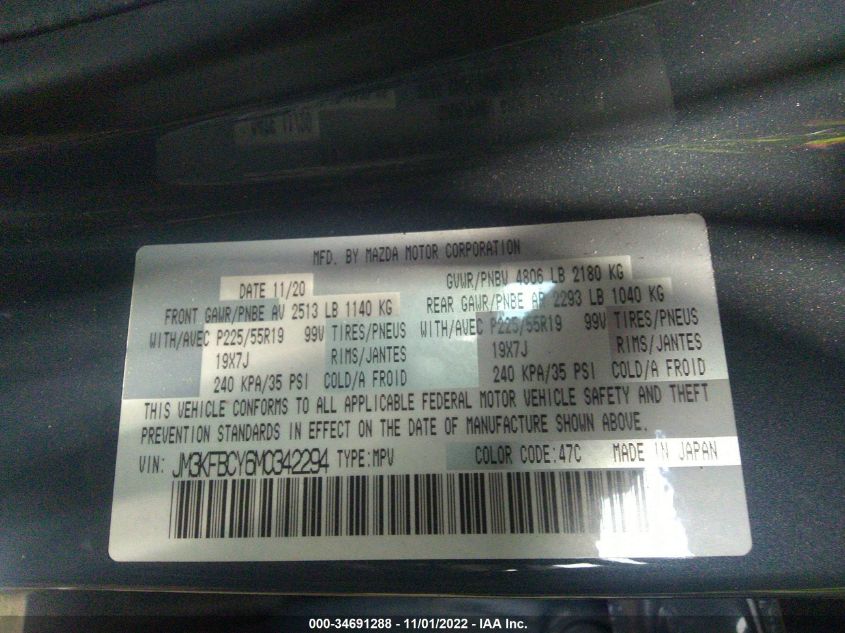 MFD. BY MAZDA MOTOR CORPORATION
DATE 11/20 GVWR/PNBV 4806 LB 2180 KG
FRONT GAWR/PNBE AV 2513 LB 1140 KG REAR GAWR/PNBE AR 2293 LB 1040 KG
WITH/AVEC P225/55R19 99V TIRES/PNEUS WITH/AVEC P225/55R19 99V TIRES/PNEUS
19X7J RIMS/JANTES 19X7J RIMS/JANTES
240 KPA/35 PSI COLD/A FROID 240 KPA/35 PSI COLD/A FROID
THIS VEHICLE CONFORMS TO ALL APPLICABLE FEDERAL MOTOR VEHICLE SAFETY AND THEFT
PREVENTION STANDARDS IN EFFECT ON THE DATE OF MANUFACTURE SHOWN ABOVE.
VIN: JM3KFBCY6M0342294 TYPE:MPV COLOR CODE:47C MADE IN JAPAN
000-34691288 - 11/01/2022 - IAA Inc.